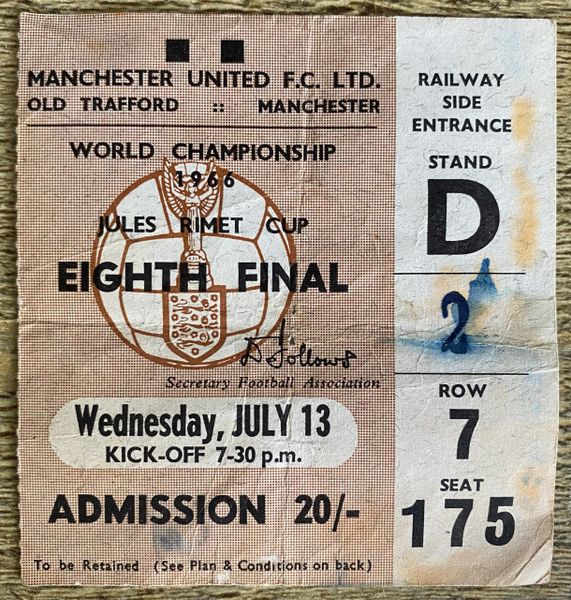 MANCHESTER UNITED F.C. LTD.
OLD TRAFFORD :: MANCHESTER
WORLD CHAMPIONSHIP
1966
JULES RIMET CUP
EIGHTH FINAL
D Follows
Secretary Football Association
Wednesday, JULY 13
KICK-OFF 7-30 p.m.
ADMISSION 20/-
To be Retained (See Plan & Conditions on back)
RAILWAY
SIDE
ENTRANCE
STAND
D
2
ROW
7
SEAT
175